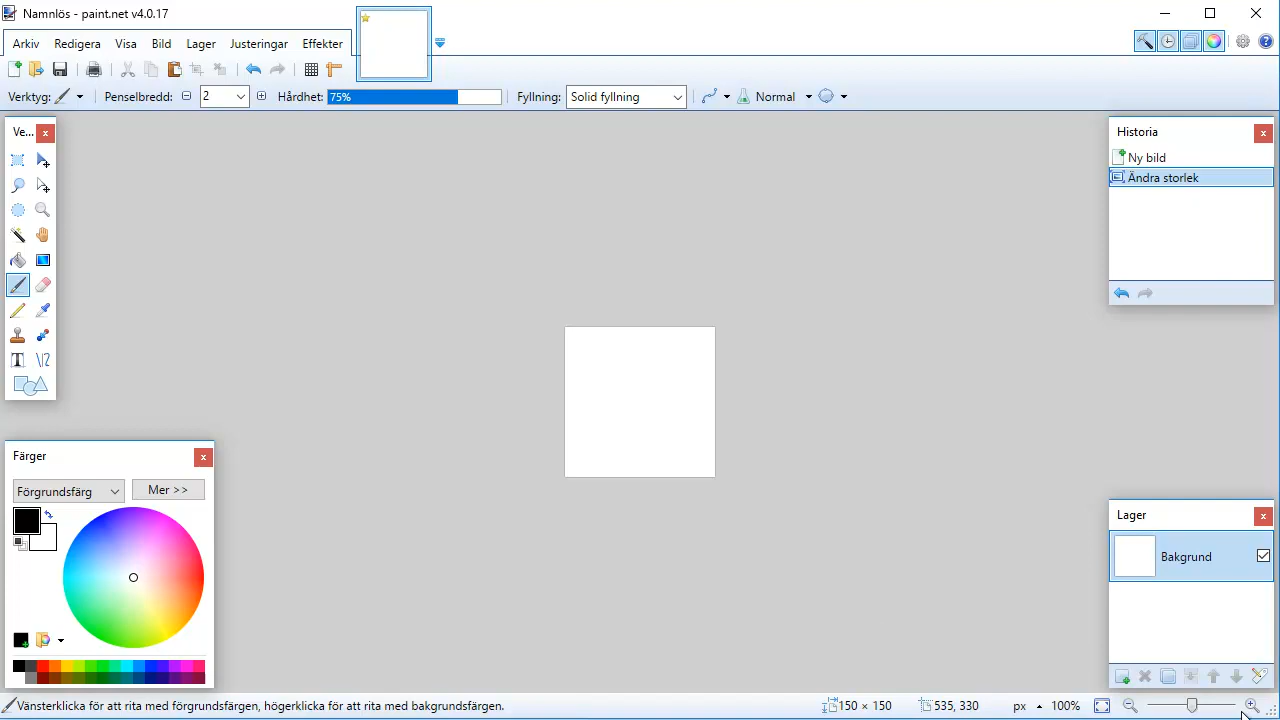 Namnlös - paint.net v4.0.17
Arkiv Redigera Visa Bild Lager Justeringar Effekter
Verktyg: Penselbredd: 2 Hårdhet: 75% Fyllning: Solid fyllning Normal
Ve...
Historia
Ny bild
Ändra storlek
Färger
Förgrundsfärg Mer >>
Lager
Bakgrund
Vänsterklicka för att rita med förgrundsfärgen, högerklicka för att rita med bakgrundsfärgen. 150 × 150 535, 330 px 100%